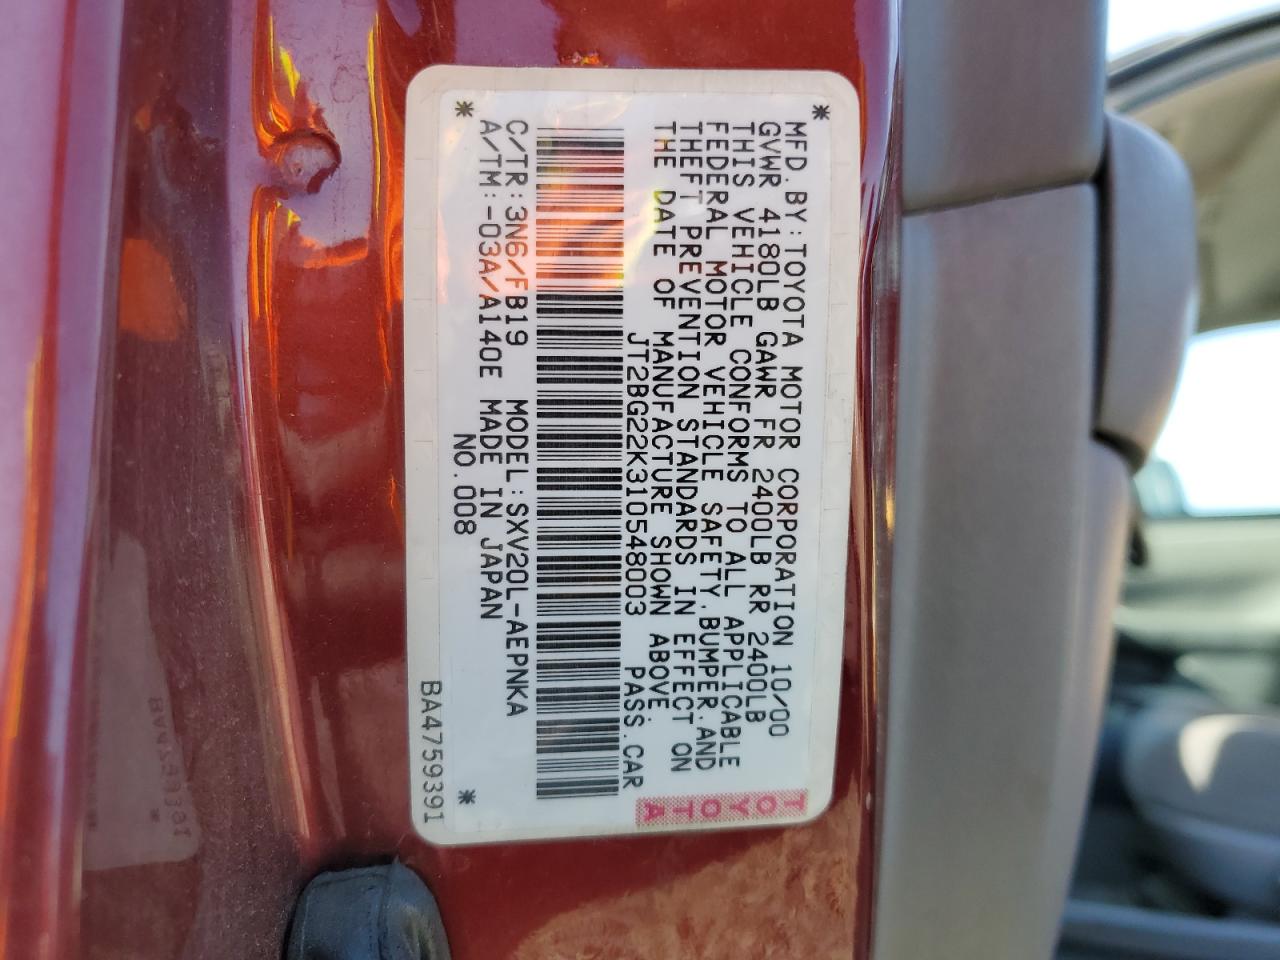 MFD.BY:TOYOTA MOTOR CORPORATION 10/00
GVWR 4180LB GAWR FR 2400LB RR 2400LB
THIS VEHICLE CONFORMS TO ALL APPLICABLE
FEDERAL MOTOR VEHICLE SAFETY,BUMPER,AND
THEFT PREVENTION STANDARDS IN EFFECT ON
THE DATE OF MANUFACTURE SHOWN ABOVE.
JT2BG22K310548003 PASS.CAR
C/TR:3N6/FB19 MODEL:SXV20L-AEPNKA
A/TM:-03A/A140E MADE IN JAPAN
NO.008
TOYOTA
BA4759391